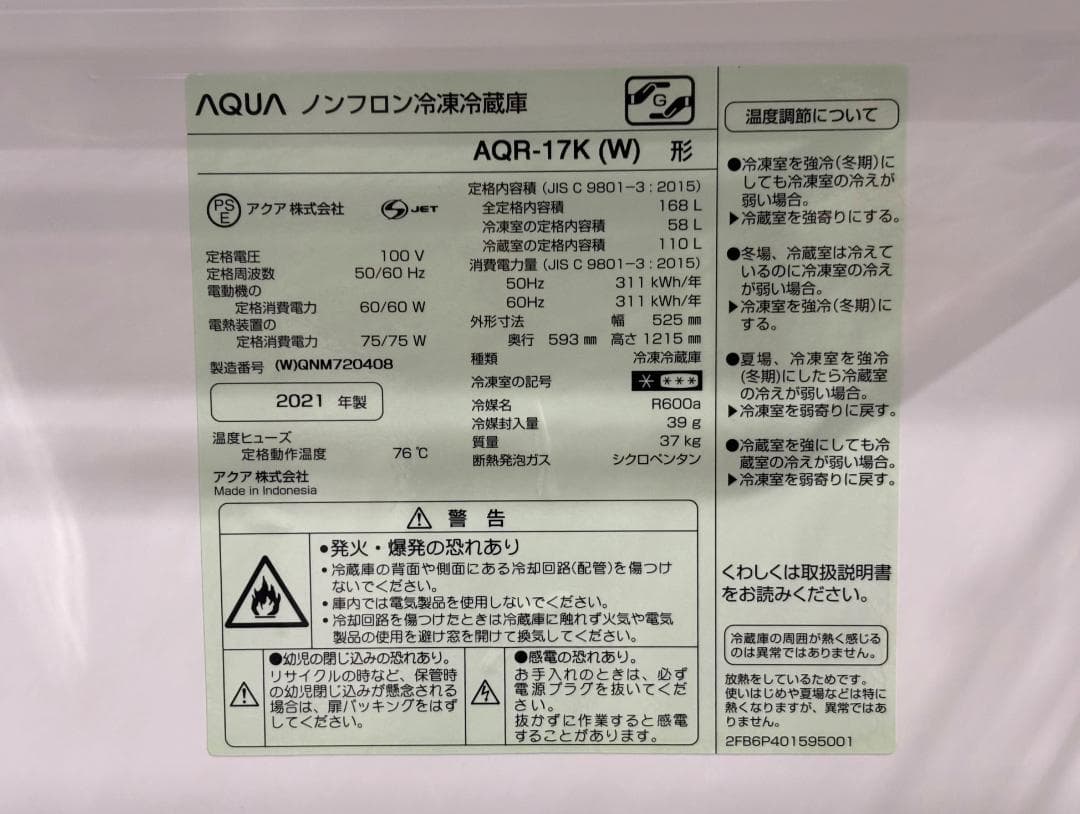 AQUA ノンフロン冷凍冷蔵庫
G
AQR-17K (W) 形
PS
E
アクア 株式会社
JET
定格電圧 100 V
定格周波数 50/60 Hz
電動機の
定格消費電力 60/60 W
電熱装置の
定格消費電力 75/75 W
製造番号 (W)QNM720408
2021 年製
温度ヒューズ
定格動作温度 76 ℃
アクア 株式会社
Made in Indonesia
定格内容積 (JIS C 9801-3 : 2015)
全定格内容積 168 L
冷凍室の定格内容積 58 L
冷蔵室の定格内容積 110 L
消費電力量 (JIS C 9801-3 : 2015)
50Hz 311 kWh/年
60Hz 311 kWh/年
外形寸法 幅 525 mm
奥行 593 mm 高さ 1215 mm
種類 冷凍冷蔵庫
冷凍室の記号 * ***
冷媒名 R600a
冷媒封入量 39 g
質量 37 kg
断熱発泡ガス シクロペンタン
⚠ 警 告
●発火・爆発の恐れあり
・冷蔵庫の背面や側面にある冷却回路(配管)を傷つけ
ないでください。
・庫内では電気製品を使用しないでください。
・冷却回路を傷つけたときは冷蔵庫に触れず火気や電気
製品の使用を避け窓を開けて換気してください。
●幼児の閉じ込みの恐れあり。
リサイクルの時など、保管時
の幼児閉じ込みが懸念される
場合は、扉パッキングをはず
してください。
●感電の恐れあり。
お手入れのときは、必ず
電源プラグを抜いてくだ
さい。
抜かずに作業すると感電
することがあります。
温度調節について
●冷凍室を強冷(冬期)に
しても冷凍室の冷えが
弱い場合。
▶冷蔵室を強寄りにする。
●冬場、冷蔵室は冷えて
いるのに冷凍室の冷え
が弱い場合。
▶冷凍室を強冷(冬期)に
する。
●夏場、冷凍室を強冷
(冬期)にしたら冷蔵室
の冷えが弱い場合。
▶冷凍室を弱寄りに戻す。
●冷蔵室を強にしても冷
蔵室の冷えが弱い場合。
▶冷凍室を弱寄りに戻す。
くわしくは取扱説明書
をお読みください。
冷蔵庫の周囲が熱く感じる
のは異常ではありません。
放熱をしているためです。
使いはじめや夏場などは特に
熱くなりますが、異常ではあ
りません。
2FB6P401595001